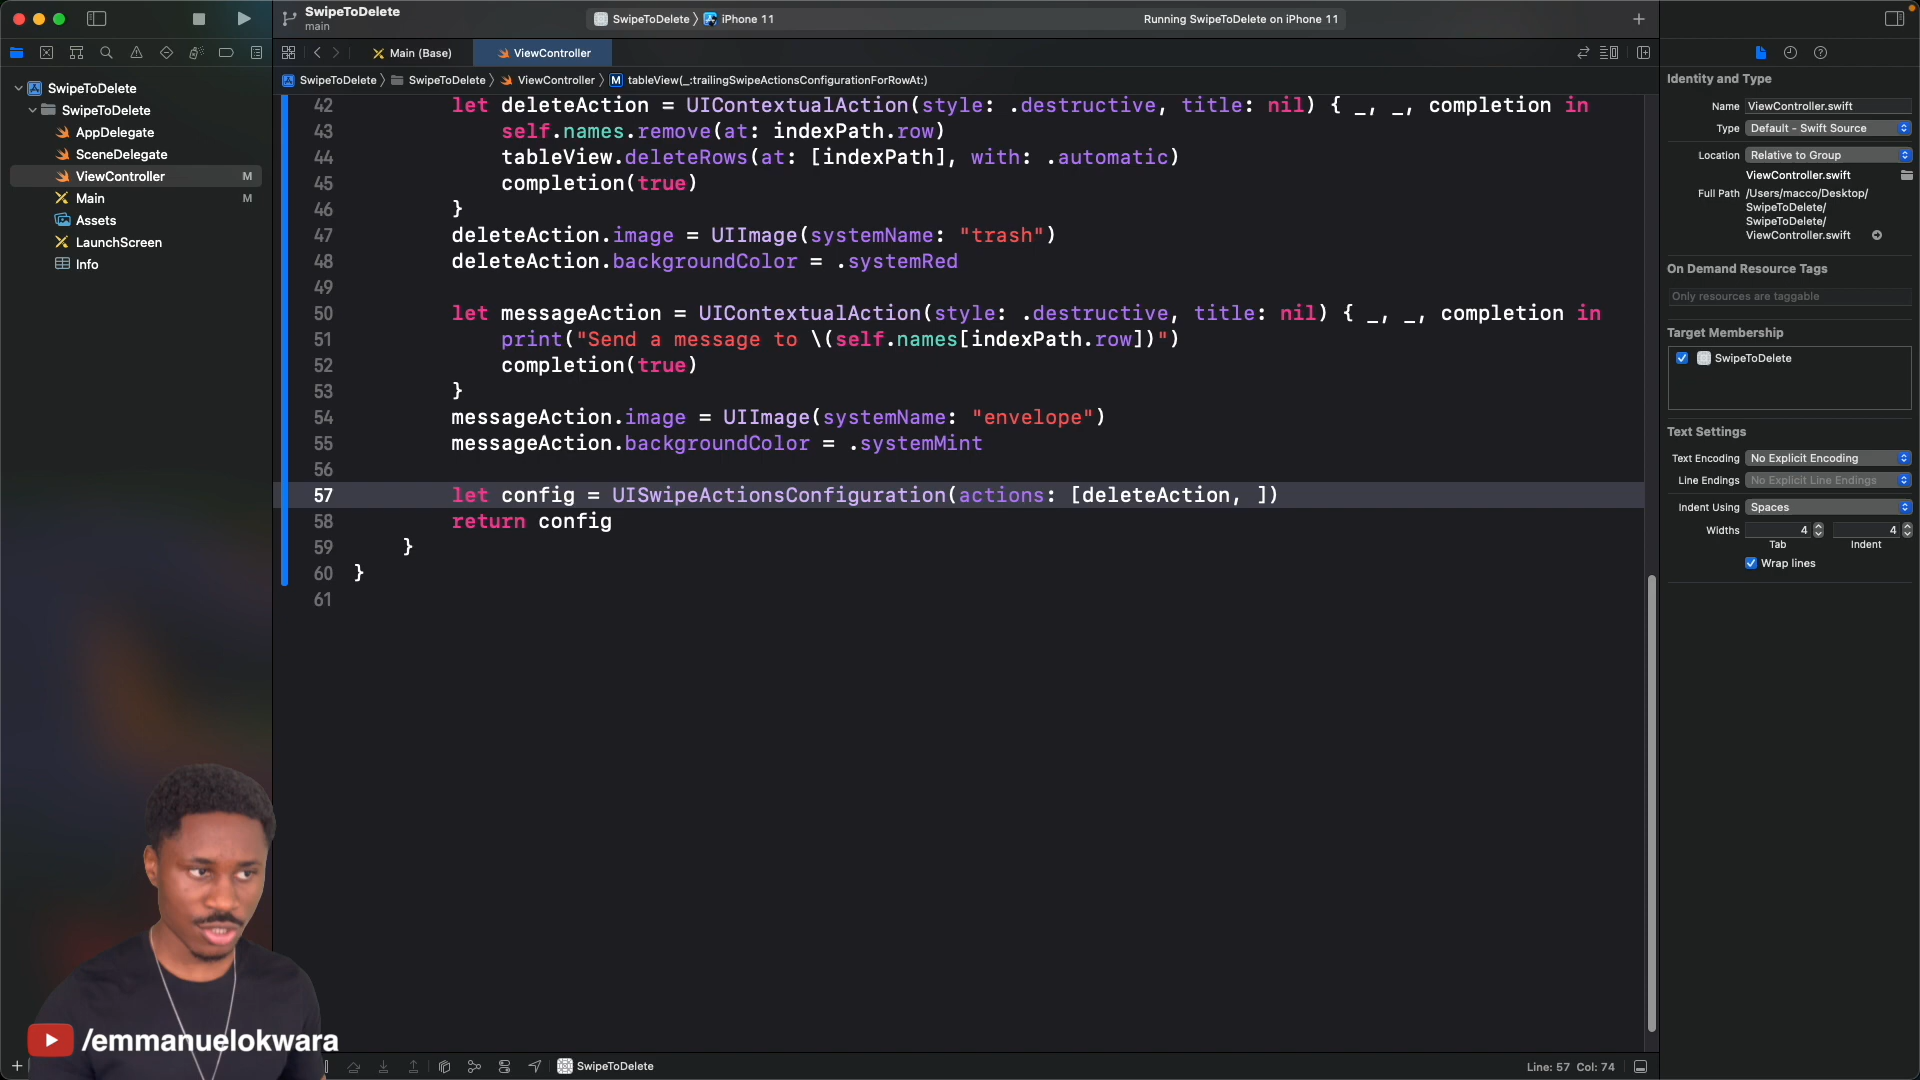 SwipeToDelete
main
SwipeToDelete
iPhone 11
Running SwipeToDelete on iPhone 11
Main (Base)
ViewController
SwipeToDelete
SwipeToDelete
ViewController
M
tableView(_:trailingSwipeActionsConfigurationForRowAt:)
SwipeToDelete
SwipeToDelete
AppDelegate
SceneDelegate
ViewController
M
Main
M
Assets
LaunchScreen
Info
42 let deleteAction = UIContextualAction(style: .destructive, title: nil) { _, _, completion in
43 self.names.remove(at: indexPath.row)
44 tableView.deleteRows(at: [indexPath], with: .automatic)
45 completion(true)
46 }
47 deleteAction.image = UIImage(systemName: "trash")
48 deleteAction.backgroundColor = .systemRed
49
50 let messageAction = UIContextualAction(style: .destructive, title: nil) { _, _, completion in
51 print("Send a message to \(self.names[indexPath.row])")
52 completion(true)
53 }
54 messageAction.image = UIImage(systemName: "envelope")
55 messageAction.backgroundColor = .systemMint
56
57 let config = UISwipeActionsConfiguration(actions: [deleteAction, ])
58 return config
59 }
60 }
61
Identity and Type
Name ViewController.swift
Type Default - Swift Source
Location Relative to Group
ViewController.swift
Full Path /Users/macco/Desktop/
SwipeToDelete/
SwipeToDelete/
ViewController.swift
On Demand Resource Tags
Only resources are taggable
Target Membership
SwipeToDelete
Text Settings
Text Encoding No Explicit Encoding
Line Endings No Explicit Line Endings
Indent Using Spaces
Widths 4 4
Tab Indent
Wrap lines
/emmanuelokwara
SwipeToDelete
Line: 57 Col: 74